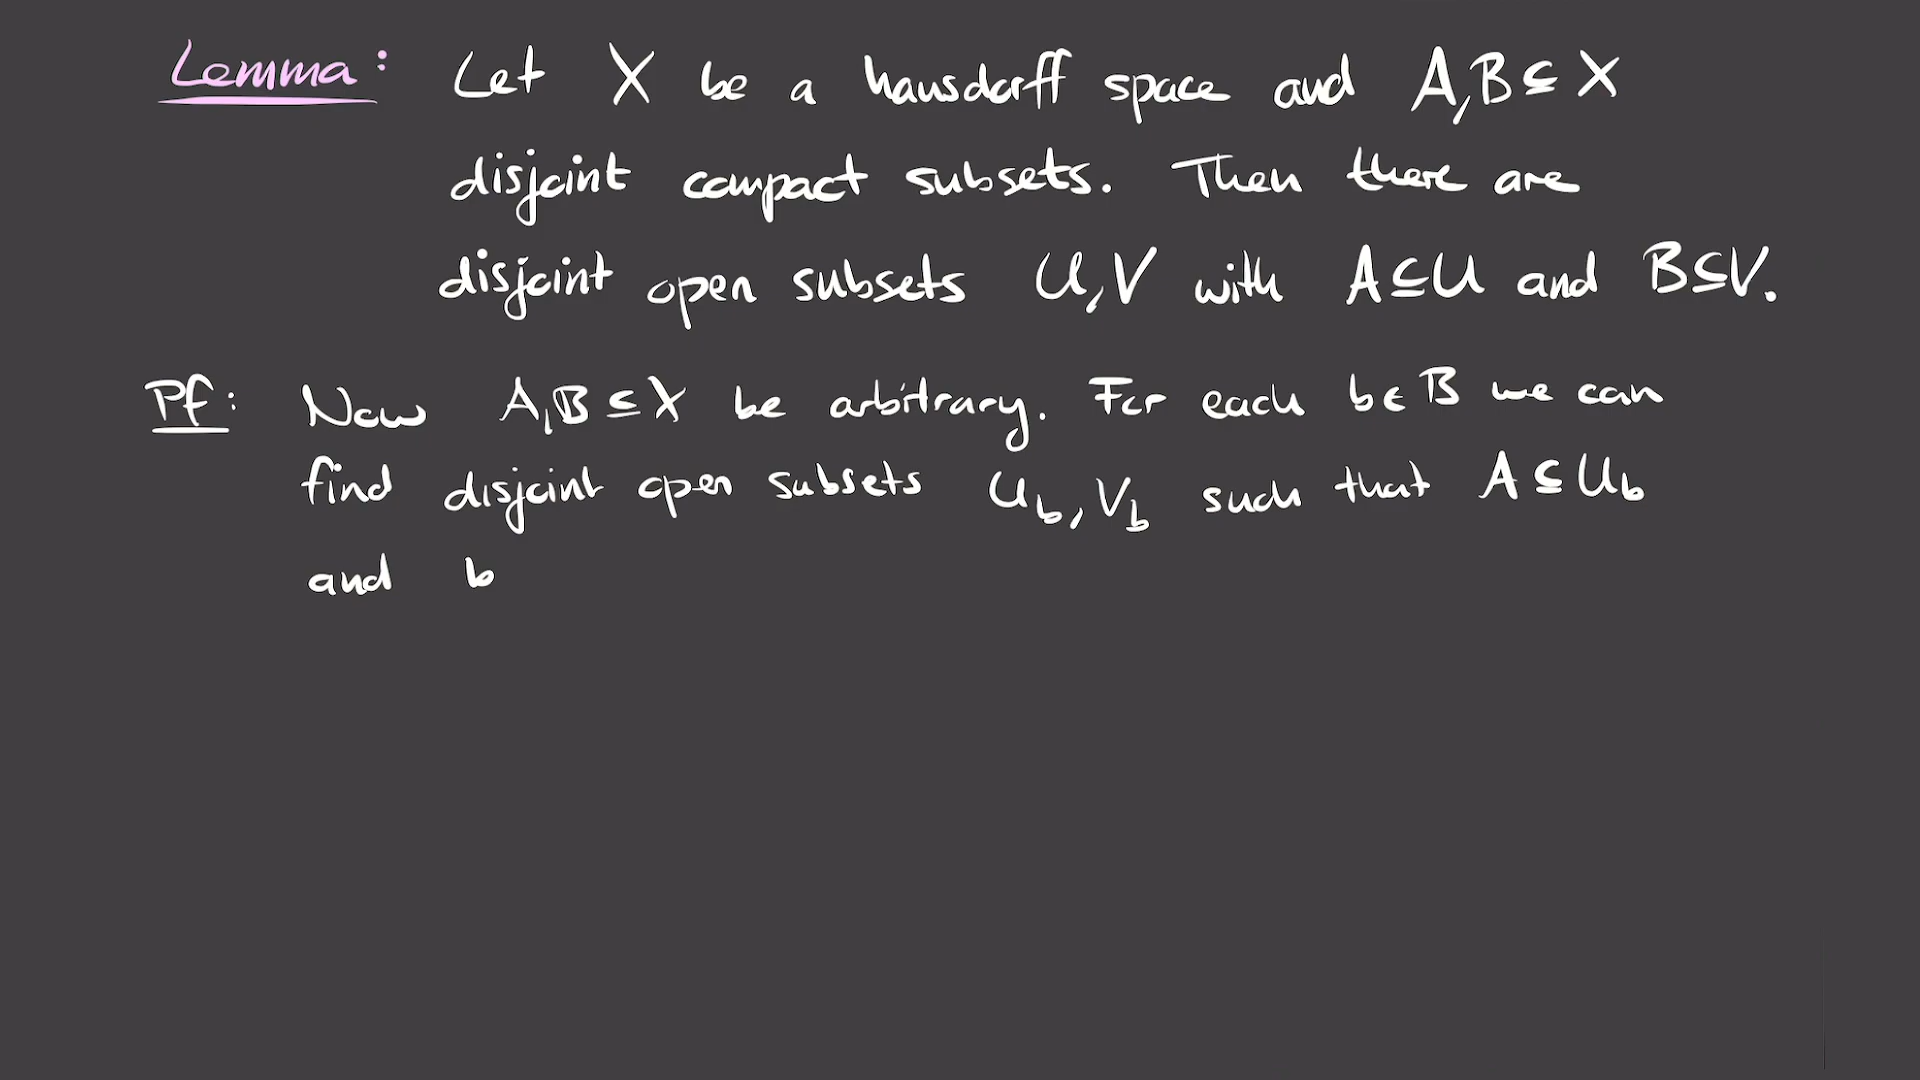 Lemma: Let X be a hausdorff space and A,B⊆X
disjoint compact subsets. Then there are
disjoint open subsets U,V with A⊆U and B⊆V.
Pf: Now A,B⊆X be arbitrary. For each b∈B we can
find disjoint open subsets U_b, V_b such that A⊆U_b
and b